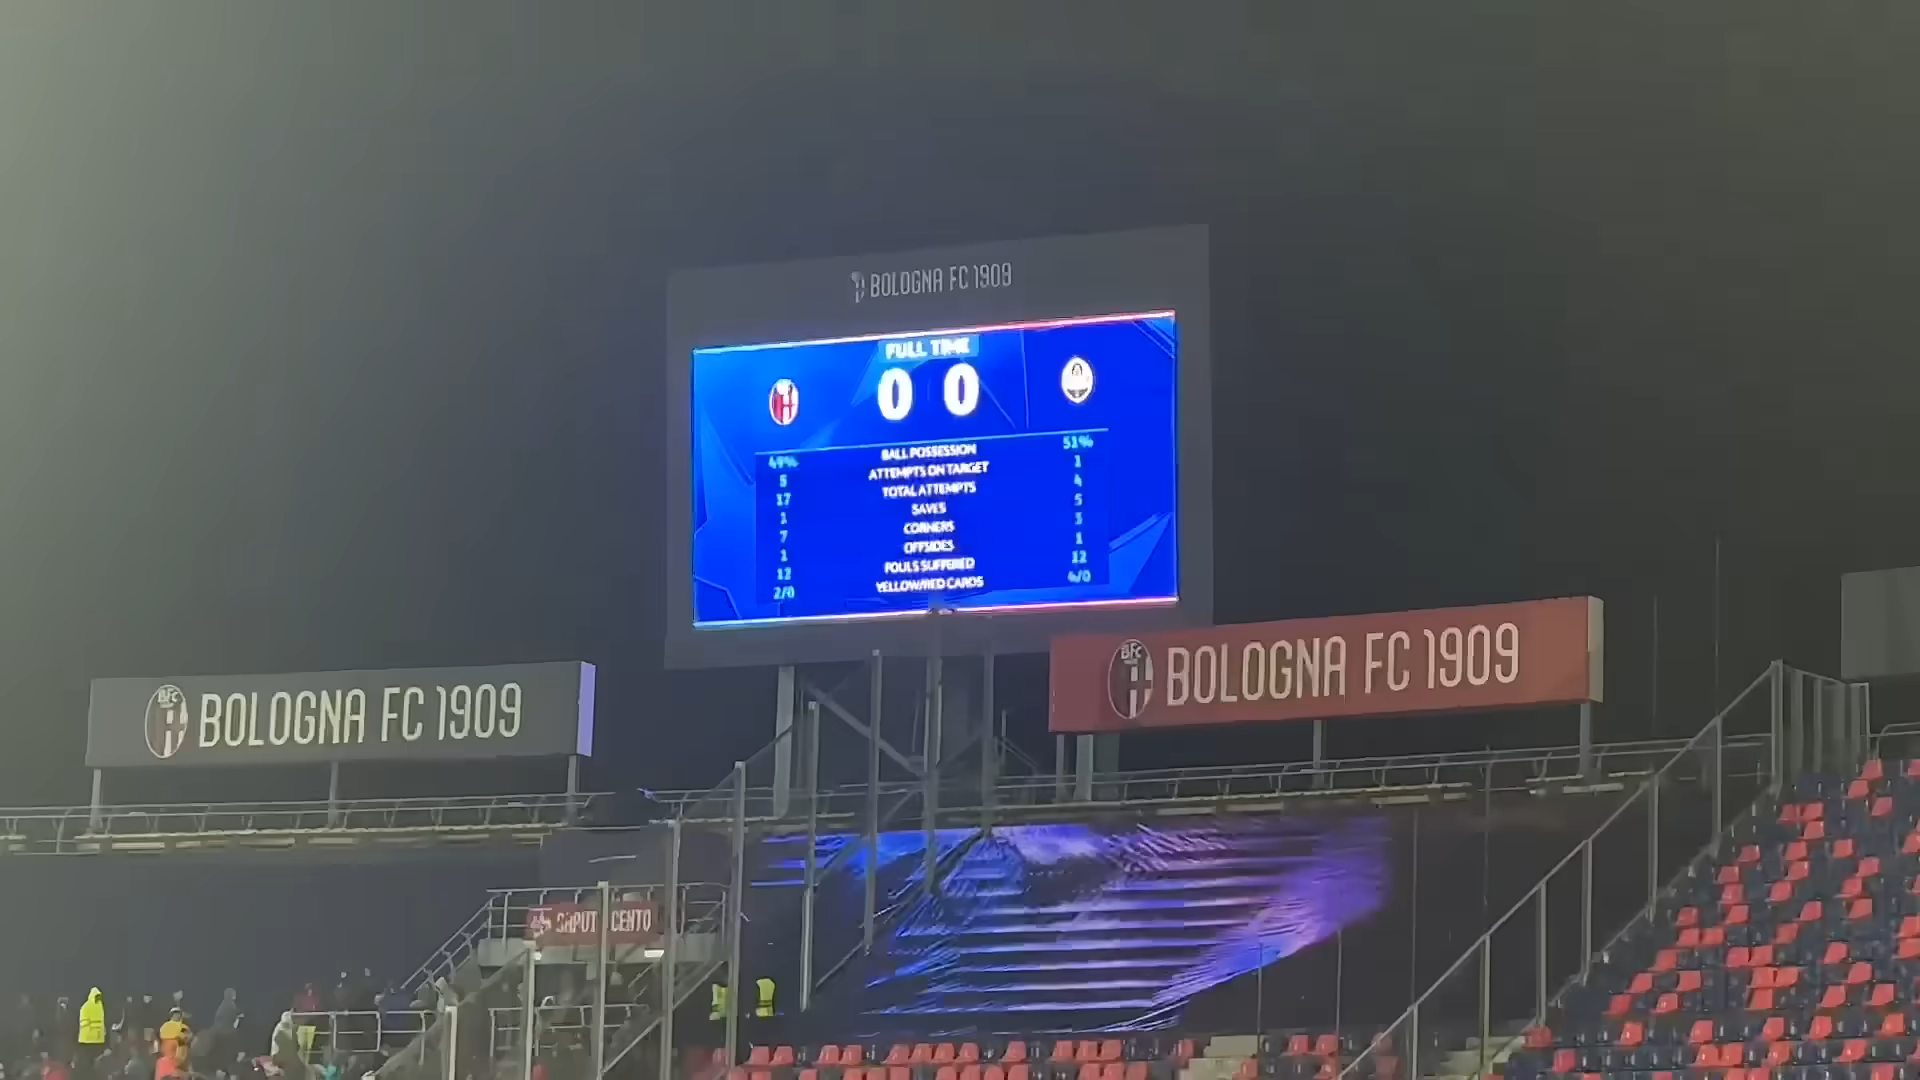 BOLOGNA FC 1909
FULL TIME
0 0
49% BALL POSSESSION 51%
5 ATTEMPTS ON TARGET 1
17 TOTAL ATTEMPTS 4
1 SAVES 5
7 CORNERS 3
1 OFFSIDES 1
12 FOULS SUFFERED 12
2/0 YELLOW/RED CARDS 4/0
BFC BOLOGNA FC 1909
BFC BOLOGNA FC 1909
CENTO